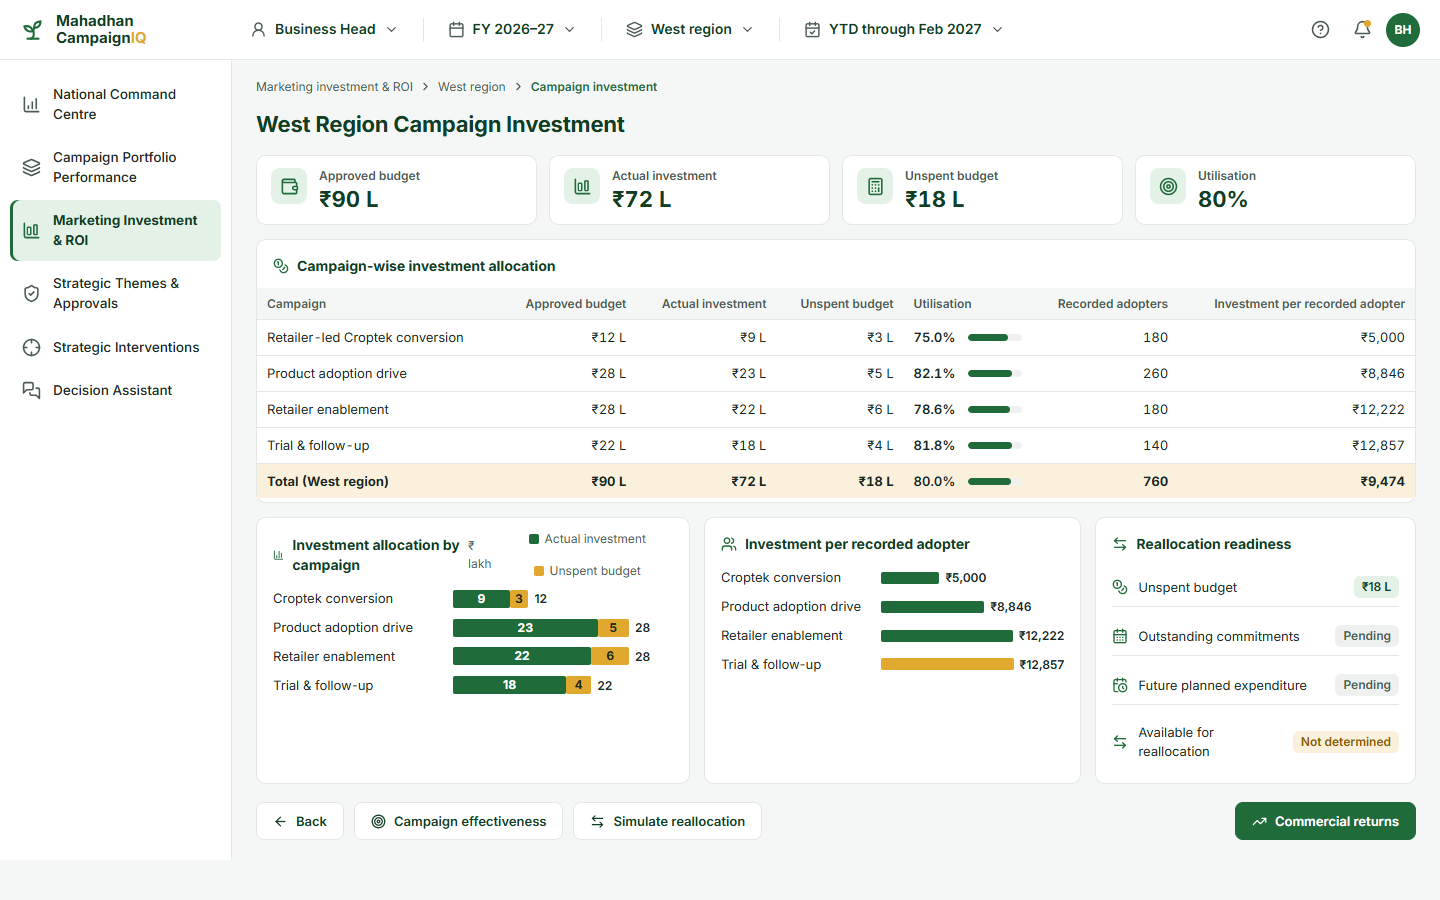 Mahadhan
CampaignIQ
Business Head
FY 2026–27
West region
YTD through Feb 2027
BH
National Command
Centre
Campaign Portfolio
Performance
Marketing Investment
& ROI
Strategic Themes &
Approvals
Strategic Interventions
Decision Assistant
Marketing investment & ROI > West region > Campaign investment
West Region Campaign Investment
Approved budget
₹90 L
Actual investment
₹72 L
Unspent budget
₹18 L
Utilisation
80%
Campaign-wise investment allocation
Campaign Approved budget Actual investment Unspent budget Utilisation Recorded adopters Investment per recorded adopter
Retailer-led Croptek conversion ₹12 L ₹9 L ₹3 L 75.0% 180 ₹5,000
Product adoption drive ₹28 L ₹23 L ₹5 L 82.1% 260 ₹8,846
Retailer enablement ₹28 L ₹22 L ₹6 L 78.6% 180 ₹12,222
Trial & follow-up ₹22 L ₹18 L ₹4 L 81.8% 140 ₹12,857
Total (West region) ₹90 L ₹72 L ₹18 L 80.0% 760 ₹9,474
Investment allocation by
campaign
₹
lakh
Actual investment
Unspent budget
Croptek conversion 9 3 12
Product adoption drive 23 5 28
Retailer enablement 22 6 28
Trial & follow-up 18 4 22
Investment per recorded adopter
Croptek conversion ₹5,000
Product adoption drive ₹8,846
Retailer enablement ₹12,222
Trial & follow-up ₹12,857
Reallocation readiness
Unspent budget ₹18 L
Outstanding commitments Pending
Future planned expenditure Pending
Available for
reallocation
Not determined
Back
Campaign effectiveness
Simulate reallocation
Commercial returns